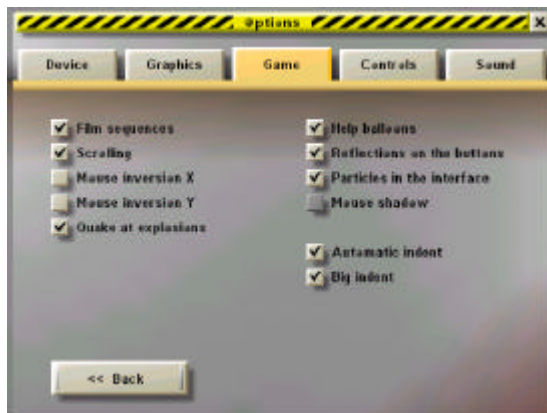 Options X
Device Graphics Game Controls Sound
Film sequences
Scrolling
Mouse inversion X
Mouse inversion Y
Quake at explosions
Help balloons
Reflections on the buttons
Particles in the interface
Mouse shadow
Automatic indent
Big indent
<< Back